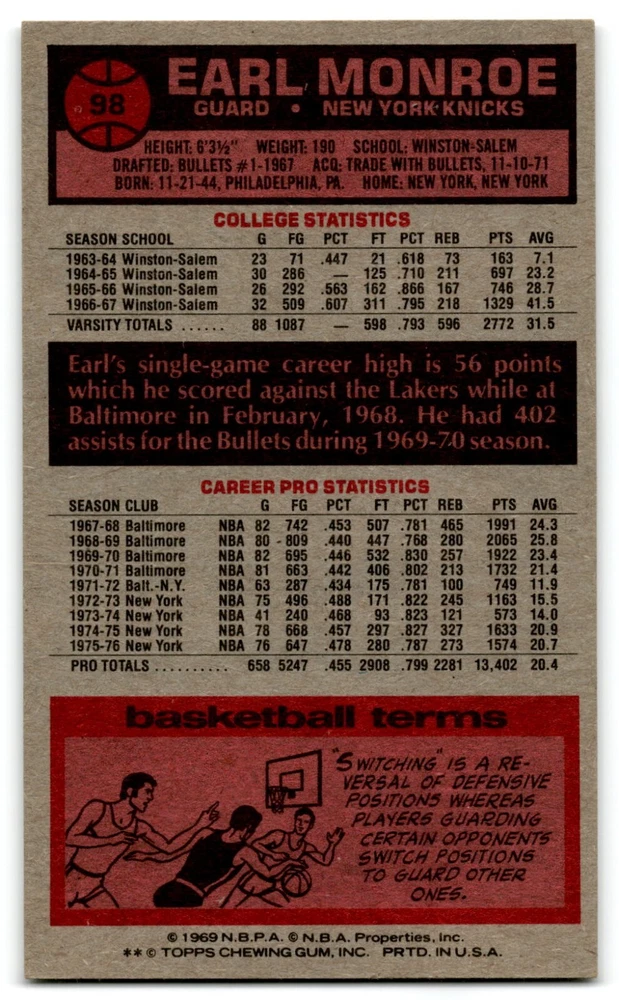 98
EARL MONROE
GUARD • NEW YORK KNICKS
HEIGHT: 6'3½" WEIGHT: 190 SCHOOL: WINSTON-SALEM
DRAFTED: BULLETS #1-1967 ACQ: TRADE WITH BULLETS, 11-10-71
BORN: 11-21-44, PHILADELPHIA, PA. HOME: NEW YORK, NEW YORK
COLLEGE STATISTICS
SEASON SCHOOL G FG PCT FT PCT REB PTS AVG
1963-64 Winston-Salem 23 71 .447 21 .618 73 163 7.1
1964-65 Winston-Salem 30 286 — 125 .710 211 697 23.2
1965-66 Winston-Salem 26 292 .563 162 .866 167 746 28.7
1966-67 Winston-Salem 32 509 .607 311 .795 218 1329 41.5
VARSITY TOTALS ...... 88 1087 — 598 .793 596 2772 31.5
Earl's single-game career high is 56 points
which he scored against the Lakers while at
Baltimore in February, 1968. He had 402
assists for the Bullets during 1969-70 season.
CAREER PRO STATISTICS
SEASON CLUB G FG PCT FT PCT REB PTS AVG
1967-68 Baltimore NBA 82 742 .453 507 .781 465 1991 24.3
1968-69 Baltimore NBA 80 809 .440 447 .768 280 2065 25.8
1969-70 Baltimore NBA 82 695 .446 532 .830 257 1922 23.4
1970-71 Baltimore NBA 81 663 .442 406 .802 213 1732 21.4
1971-72 Balt.-N.Y. NBA 63 287 .434 175 .781 100 749 11.9
1972-73 New York NBA 75 496 .488 171 .822 245 1163 15.5
1973-74 New York NBA 41 240 .468 93 .823 121 573 14.0
1974-75 New York NBA 78 668 .457 297 .827 327 1633 20.9
1975-76 New York NBA 76 647 .478 280 .787 273 1574 20.7
PRO TOTALS .......... 658 5247 .455 2908 .799 2281 13,402 20.4
basketball terms
"SWITCHING" IS A RE-
VERSAL OF DEFENSIVE
POSITIONS WHEREAS
PLAYERS GUARDING
CERTAIN OPPONENTS
SWITCH POSITIONS
TO GUARD OTHER
ONES.
© 1969 N.B.P.A. © N.B.A. Properties, Inc.
** © TOPPS CHEWING GUM, INC. PRTD. IN U.S.A.